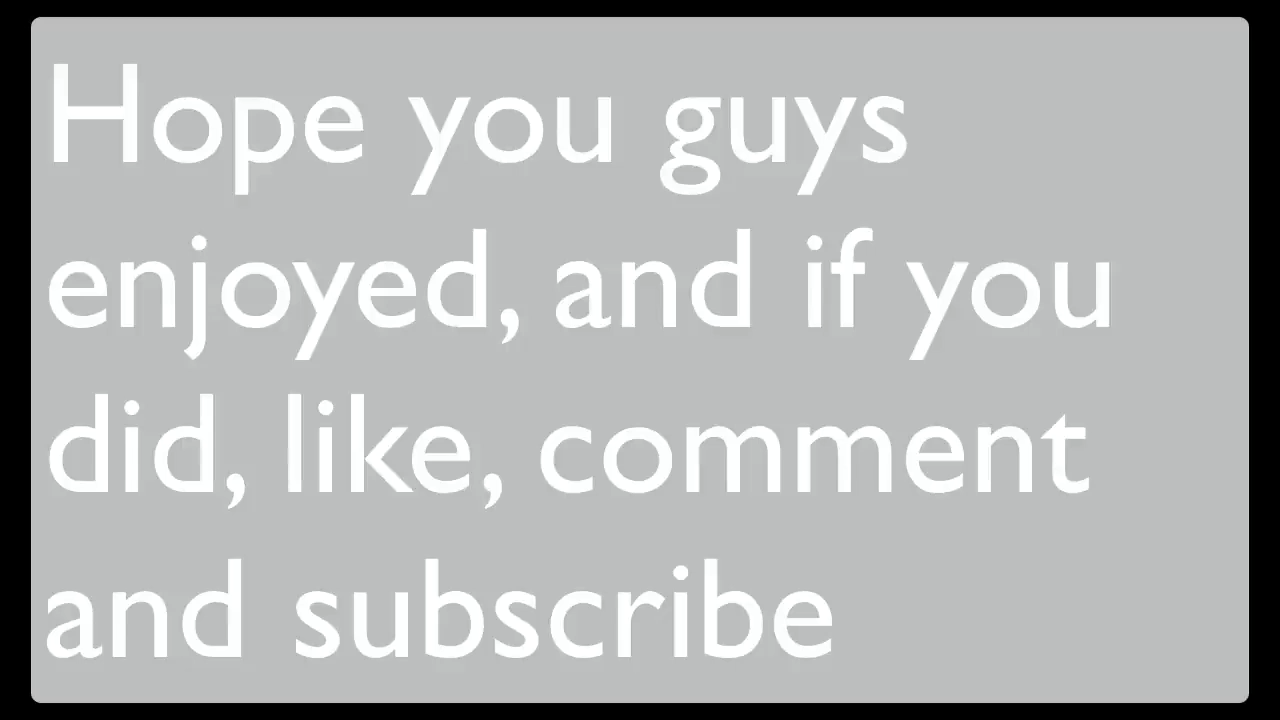 Hope you guys
enjoyed, and if you
did, like, comment
and subscribe